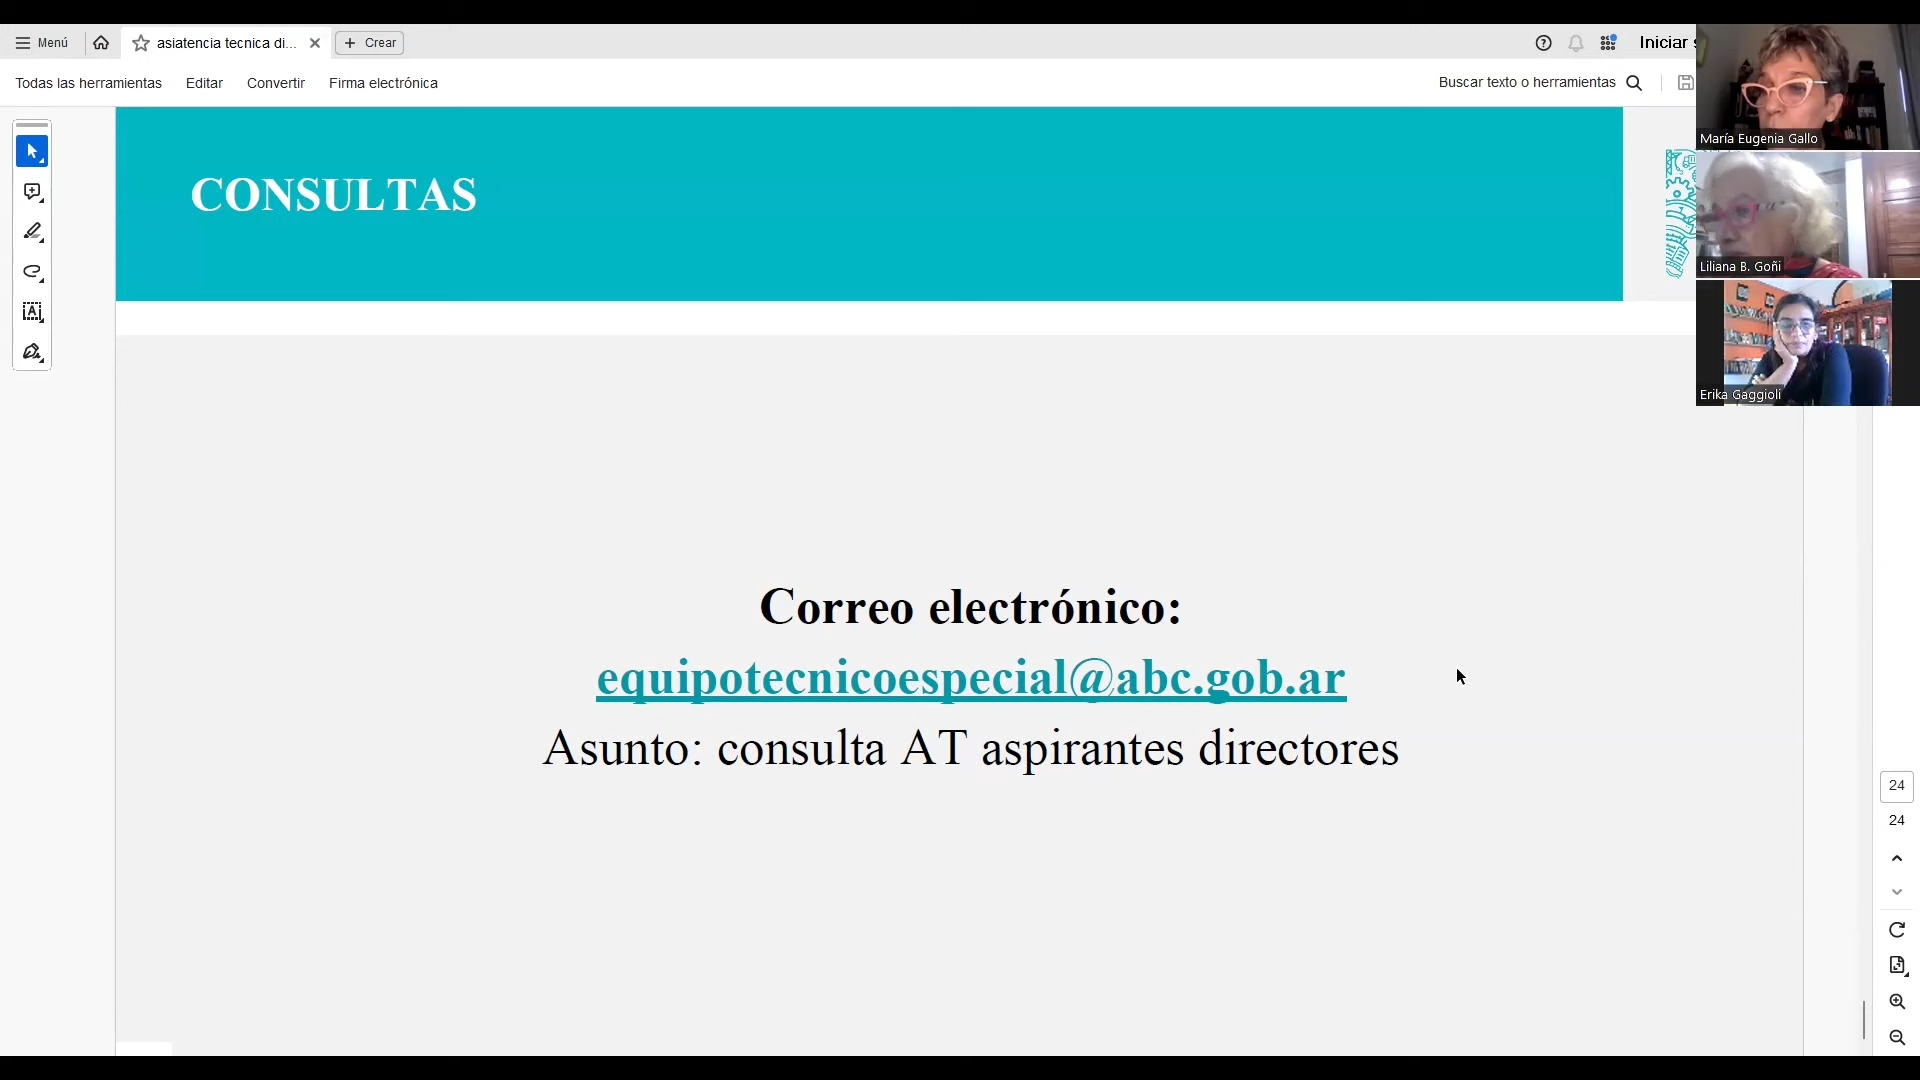 Menú
asiatencia tecnica di...
Crear
Iniciar
Todas las herramientas
Editar
Convertir
Firma electrónica
Buscar texto o herramientas
María Eugenia Gallo
Liliana B. Goñi
Erika Gaggioli
CONSULTAS
Correo electrónico:
equipotecnicoespecial@abc.gob.ar
Asunto: consulta AT aspirantes directores
24
24